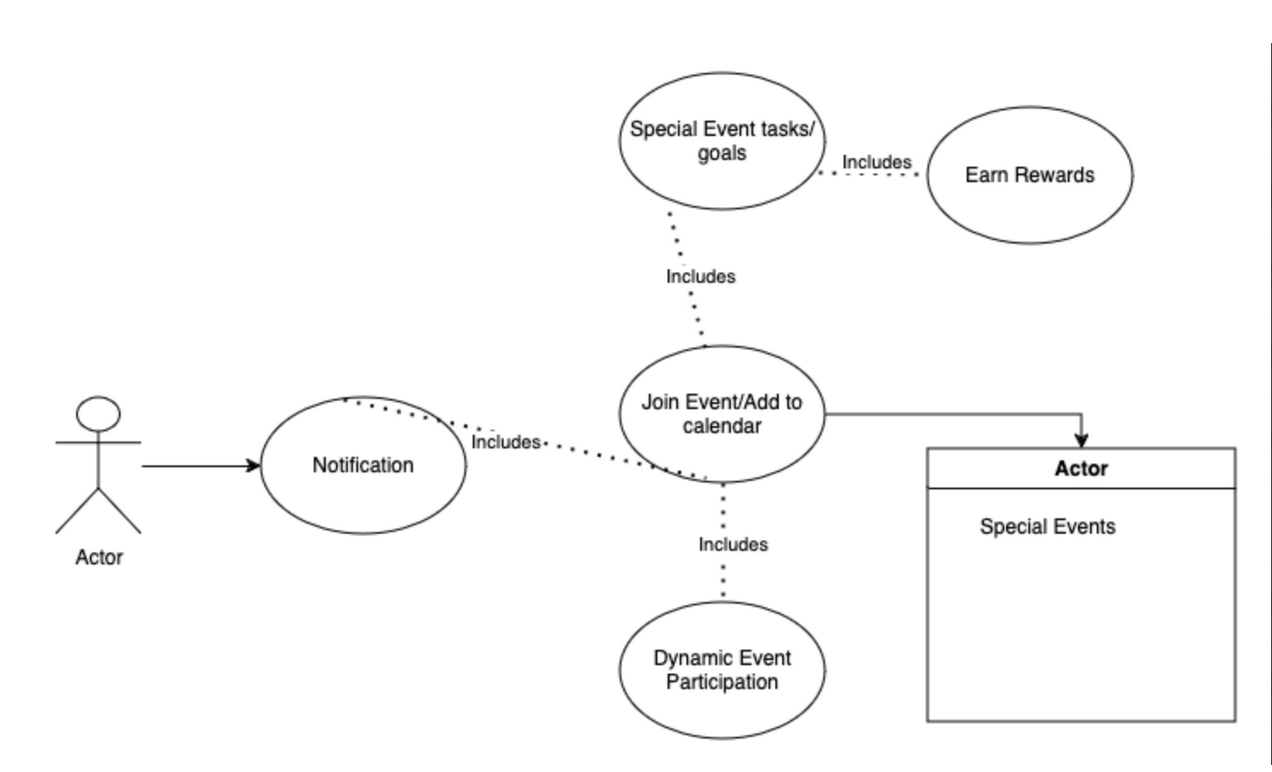 Special Event tasks/
goals
Includes
Earn Rewards
Includes
Join Event/Add to
calendar
Includes
Notification
Actor
Actor
Special Events
Includes
Dynamic Event
Participation